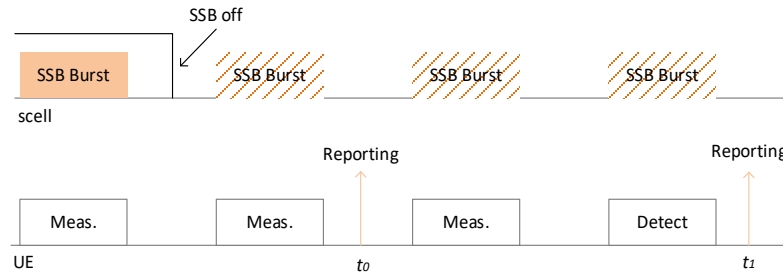 SSB off
SSB Burst SSB Burst SSB Burst SSB Burst
scell
Reporting Reporting
Meas. Meas. Meas. Detect
UE t0 t1